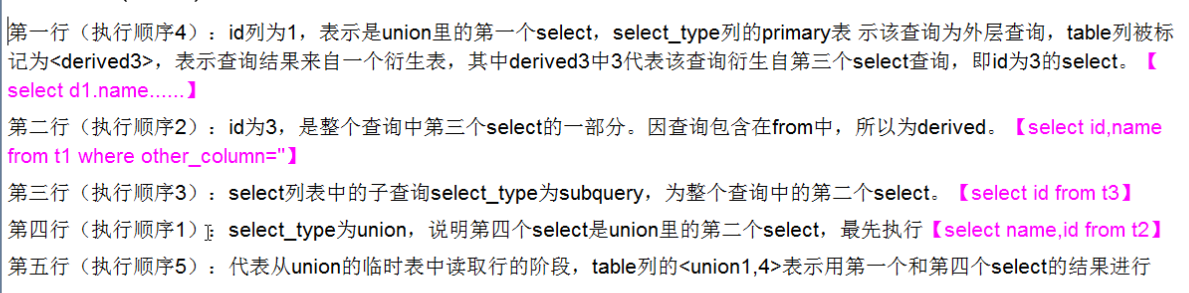 第一行（执行顺序4）：id列为1，表示是union里的第一个select，select_type列的primary表 示该查询为外层查询，table列被标
记为<derived3>，表示查询结果来自一个衍生表，其中derived3中3代表该查询衍生自第三个select查询，即id为3的select。【
select d1.name......】
第二行（执行顺序2）：id为3，是整个查询中第三个select的一部分。因查询包含在from中，所以为derived。【select id,name
from t1 where other_column=''】
第三行（执行顺序3）：select列表中的子查询select_type为subquery，为整个查询中的第二个select。【select id from t3】
第四行（执行顺序1）：select_type为union，说明第四个select是union里的第二个select，最先执行【select name,id from t2】
第五行（执行顺序5）：代表从union的临时表中读取行的阶段，table列的<union1,4>表示用第一个和第四个select的结果进行